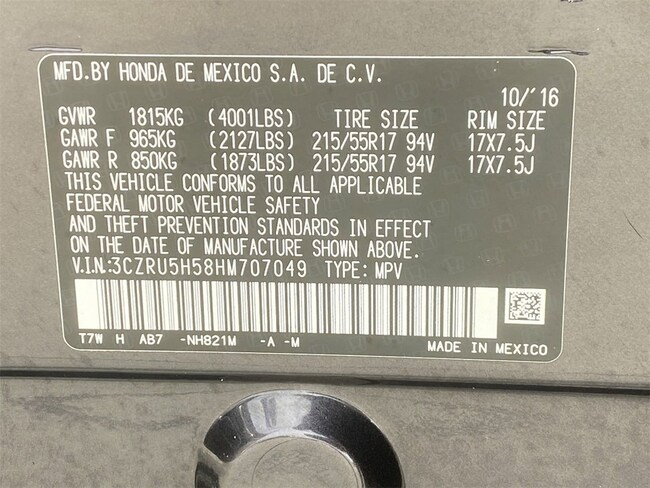 MFD.BY HONDA DE MEXICO S.A. DE C.V.
10/'16
GVWR 1815KG (4001LBS) TIRE SIZE RIM SIZE
GAWR F 965KG (2127LBS) 215/55R17 94V 17X7.5J
GAWR R 850KG (1873LBS) 215/55R17 94V 17X7.5J
THIS VEHICLE CONFORMS TO ALL APPLICABLE
FEDERAL MOTOR VEHICLE SAFETY
AND THEFT PREVENTION STANDARDS IN EFFECT
ON THE DATE OF MANUFACTURE SHOWN ABOVE.
V.I.N:3CZRU5H58HM707049 TYPE: MPV
T7W H AB7 -NH821M -A -M MADE IN MEXICO